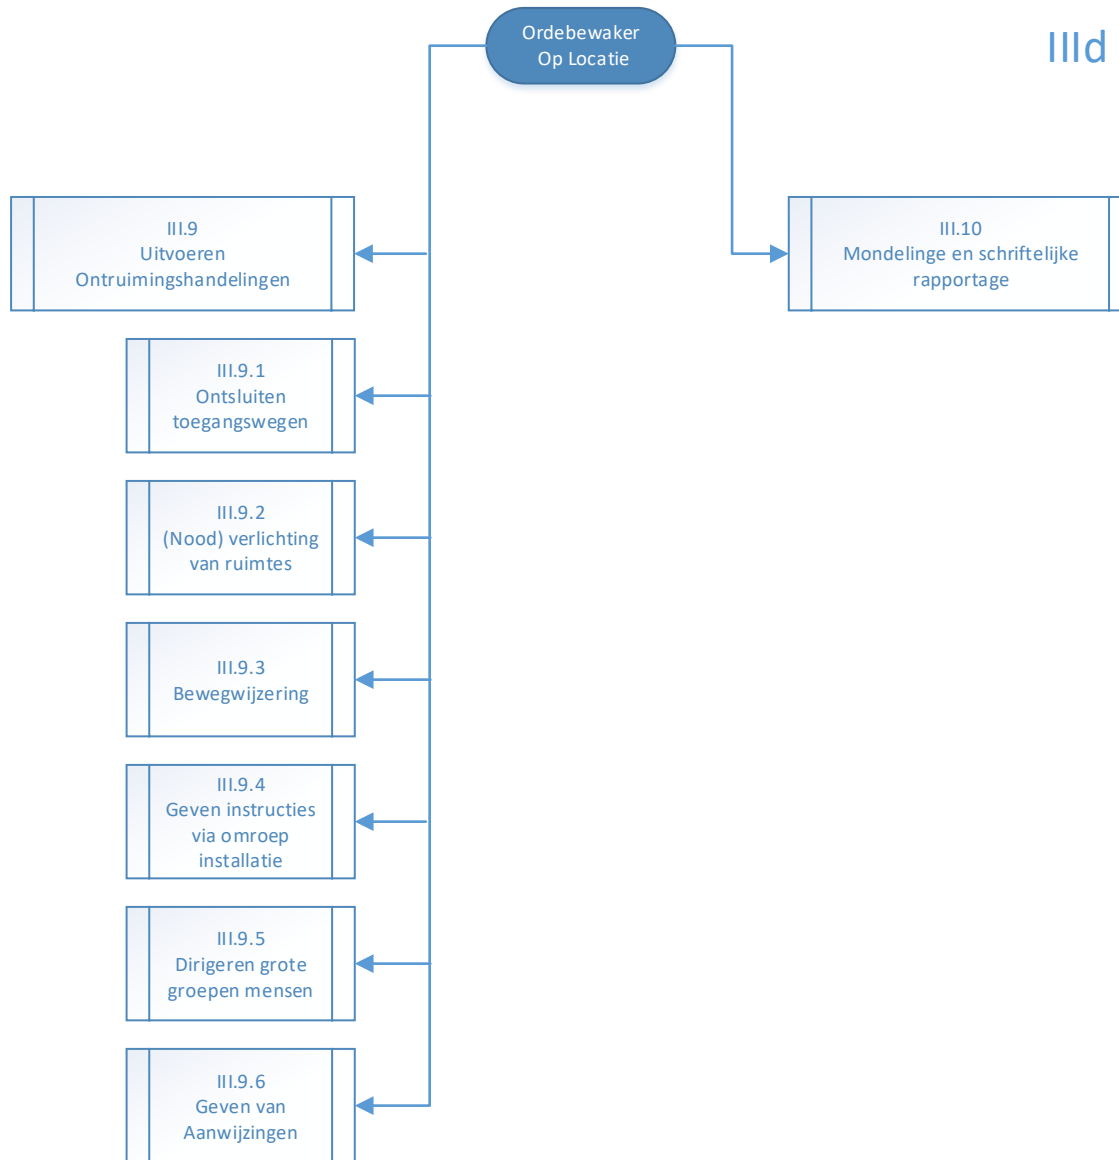 Ordebewaker
Op Locatie
IIId
III.9
Uitvoeren
Ontruimingshandelingen
III.10
Mondelinge en schriftelijke
rapportage
III.9.1
Ontsluiten
toegangswegen
III.9.2
(Nood) verlichting
van ruimtes
III.9.3
Bewegwijzering
III.9.4
Geven instructies
via omroep
installatie
III.9.5
Dirigeren grote
groepen mensen
III.9.6
Geven van
Aanwijzingen